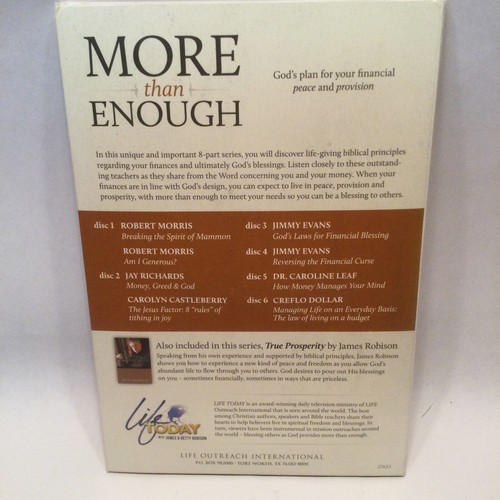 MORE
than
ENOUGH
God's plan for your financial
peace and provision
In this unique and important 8-part series, you will discover life-giving biblical principles
regarding your finances and ultimately God's blessings. Listen closely to these outstand-
ing teachers as they share from the Word concerning you and your money. When your
finances are in line with God's design, you can expect to live in peace, provision and
prosperity, with more than enough to meet your needs so you can be a blessing to others.
disc 1 ROBERT MORRIS
Breaking the Spirit of Mammon
ROBERT MORRIS
Am I Generous?
disc 2 JAY RICHARDS
Money, Greed & God
CAROLYN CASTLEBERRY
The Jesus Factor: 8 "rules" of
tithing in joy
disc 3 JIMMY EVANS
God's Laws for Financial Blessing
disc 4 JIMMY EVANS
Reversing the Financial Curse
disc 5 DR. CAROLINE LEAF
How Money Manages Your Mind
disc 6 CREFLO DOLLAR
Managing Life on an Everyday Basis:
The law of living on a budget
Also included in this series, True Prosperity by James Robison
Speaking from his own experience and supported by biblical principles, James Robison
shows you how to experience a new kind of peace and freedom as you allow God's
abundant life to flow through you to others. God desires to pour out His blessings
on you - sometimes financially, sometimes in ways that are priceless.
Life
TODAY
WITH JAMES & BETTY ROBISON
LIFE TODAY is an award-winning daily television ministry of LIFE
Outreach International that is seen around the world. The best
among Christian authors, speakers and Bible teachers share their
hearts to help believers live in spiritual freedom and blessings. In
turn, viewers have been instrumental in mission outreaches around
the world - blessing others as God provides more than enough.
LIFE OUTREACH INTERNATIONAL
P.O. BOX 982000 · FORT WORTH, TX 76182-8000